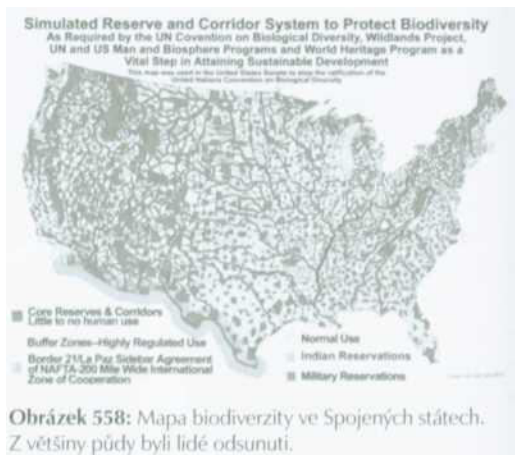 Simulated Reserve and Corridor System to Protect Biodiversity
As Required by the UN Covention on Biological Diversity, Wildlands Project,
UN and US Man and Biosphere Programs and World Heritage Program as a
Vital Step in Attaining Sustainable Development
This map was used in the United States Senate to stop the ratification of the
United Nations Convention on Biological Diversity
Core Reserves & Corridors
Little to no human use
Buffer Zones–Highly Regulated Use
Border 21/La Paz Sidebar Agreement
of NAFTA-200 Mile Wide International
Zone of Cooperation
Normal Use
Indian Reservations
Military Reservations
Obrázek 558: Mapa biodiverzity ve Spojených státech.
Z většiny půdy byli lidé odsunuti.